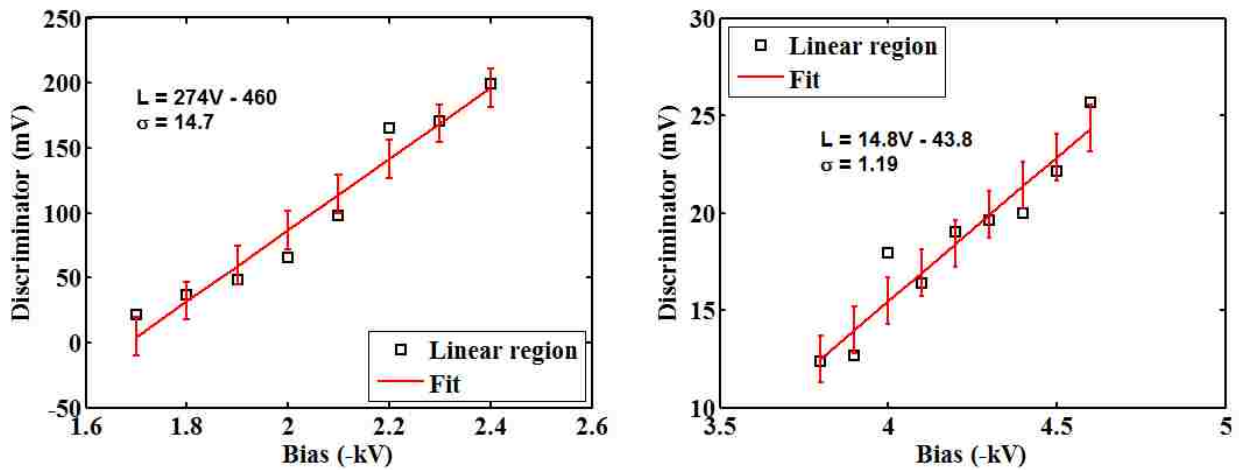 250
200
150
100
50
0
-50
Discriminator (mV)
L = 274V - 460
σ = 14.7
Linear region
Fit
1.6 1.8 2 2.2 2.4 2.6
Bias (-kV)
30
25
20
15
10
Discriminator (mV)
Linear region
Fit
L = 14.8V - 43.8
σ = 1.19
3.5 4 4.5 5
Bias (-kV)